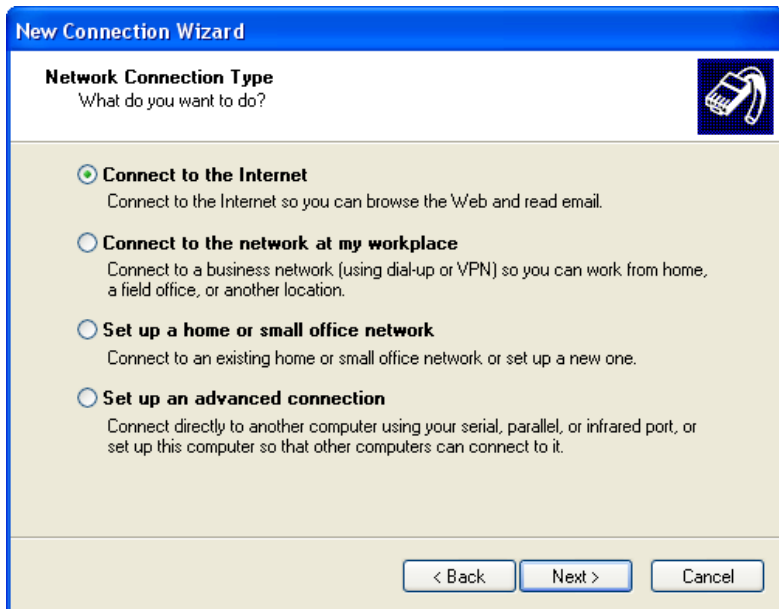 New Connection Wizard
Network Connection Type
What do you want to do?
Connect to the Internet
Connect to the Internet so you can browse the Web and read email.
Connect to the network at my workplace
Connect to a business network (using dial-up or VPN) so you can work from home,
a field office, or another location.
Set up a home or small office network
Connect to an existing home or small office network or set up a new one.
Set up an advanced connection
Connect directly to another computer using your serial, parallel, or infrared port, or
set up this computer so that other computers can connect to it.
< Back Next > Cancel